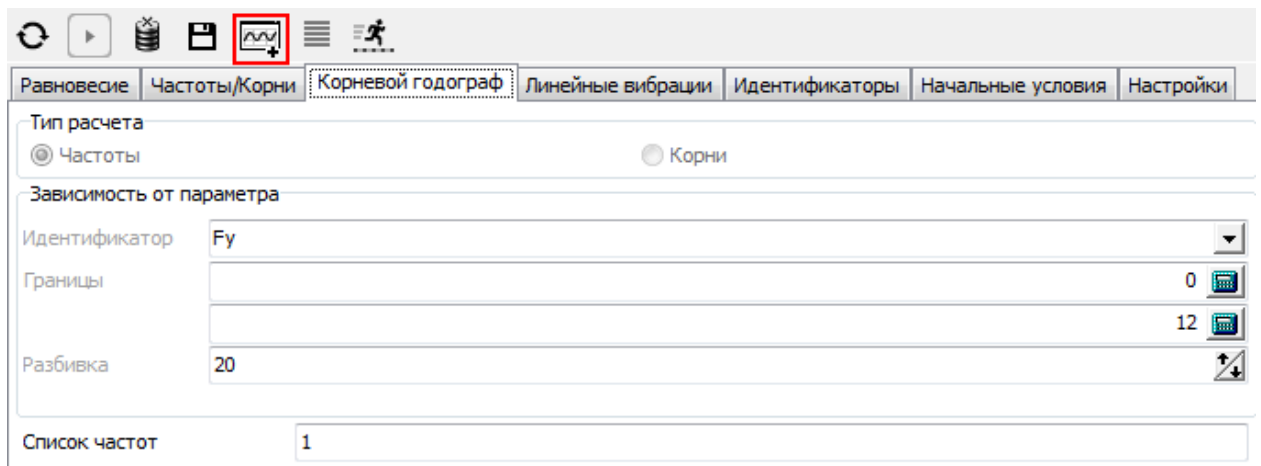 Равновесие Частоты/Корни Корневой годограф Линейные вибрации Идентификаторы Начальные условия Настройки
Тип расчета
Частоты Корни
Зависимость от параметра
Идентификатор Fy
Границы 0
12
Разбивка 20
Список частот 1